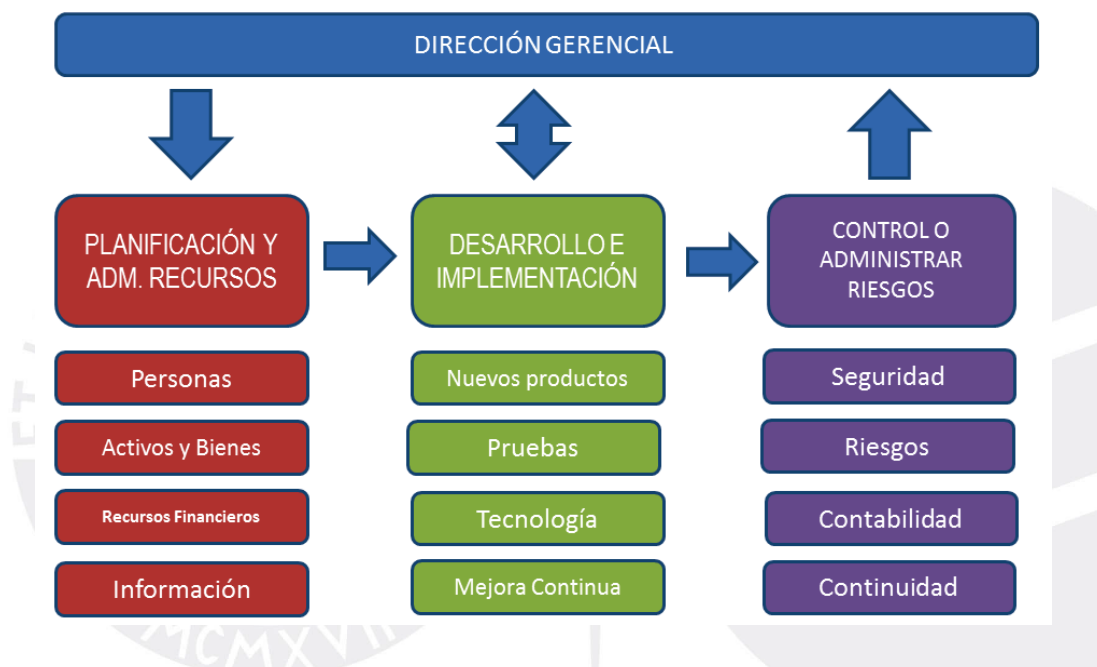 DIRECCIÓN GERENCIAL
PLANIFICACIÓN Y
ADM. RECURSOS
DESARROLLO E
IMPLEMENTACIÓN
CONTROL O
ADMINISTRAR
RIESGOS
Personas
Nuevos productos
Seguridad
Activos y Bienes
Pruebas
Riesgos
Recursos Financieros
Tecnología
Contabilidad
Información
Mejora Continua
Continuidad
MCMXVII